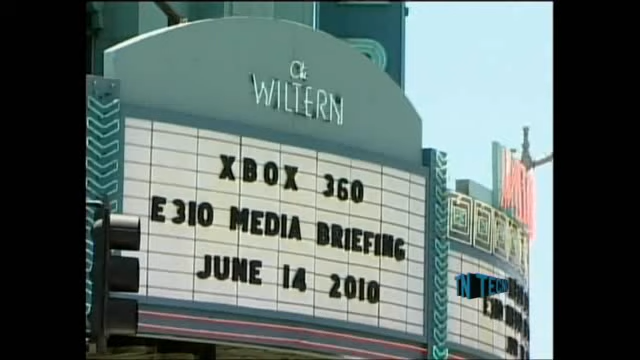 The
WILTERN
XBOX 360
E310 MEDIA BRIEFING
JUNE 14 2010